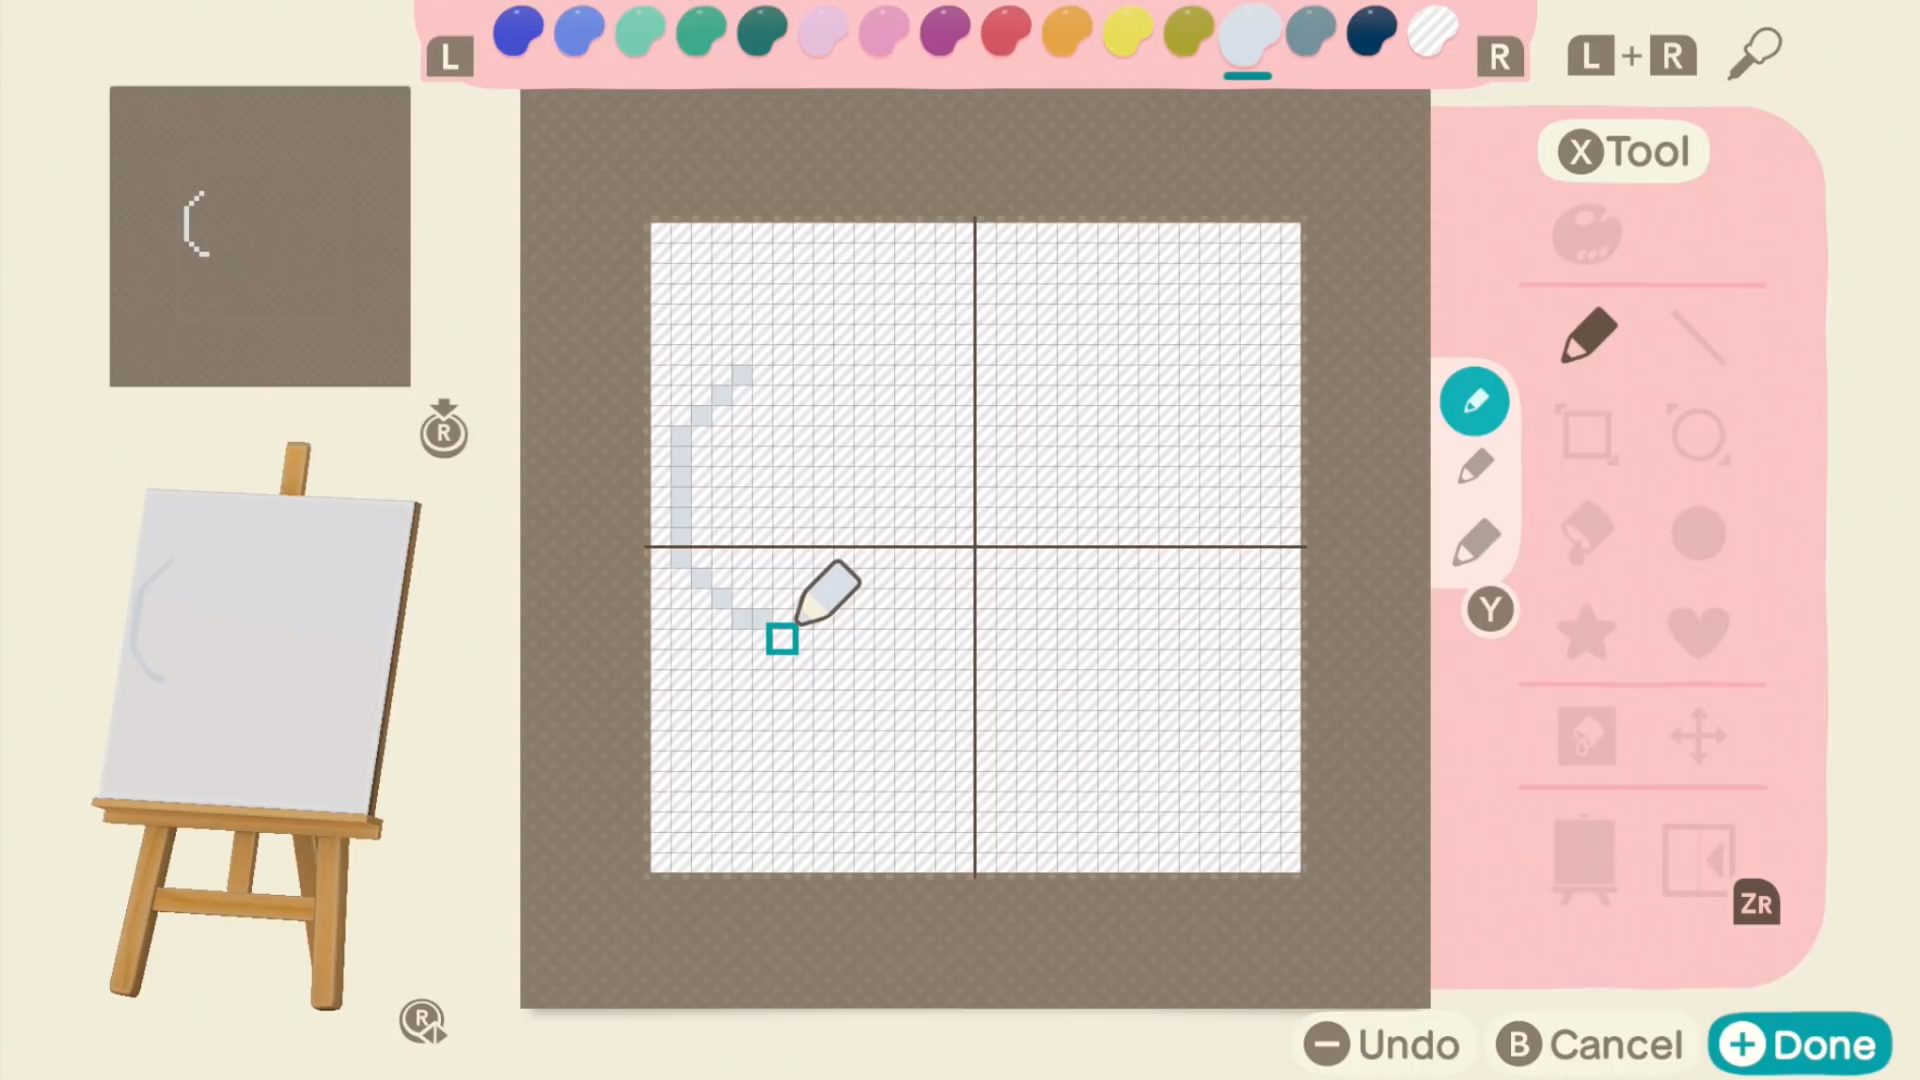 L
R
L + R
X Tool
R
Y
ZR
R
− Undo
B Cancel
+ Done